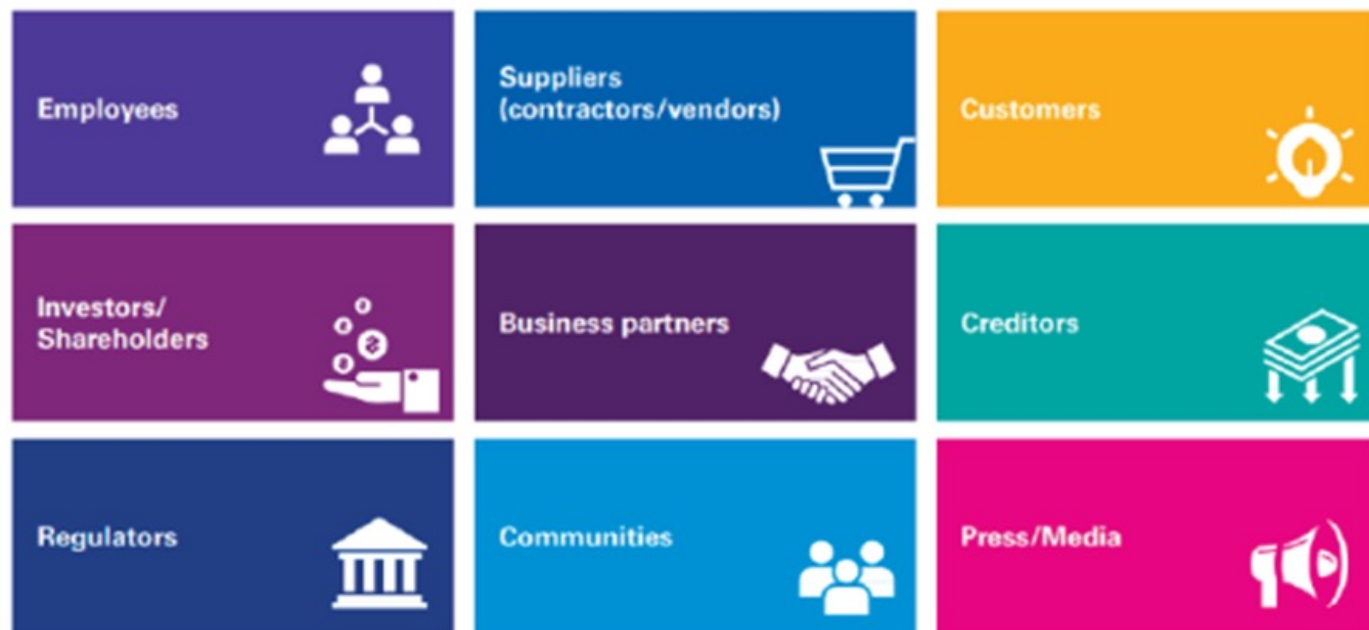 Employees
Suppliers
(contractors/vendors)
Customers
Investors/
Shareholders
Business partners
Creditors
Regulators
Communities
Press/Media